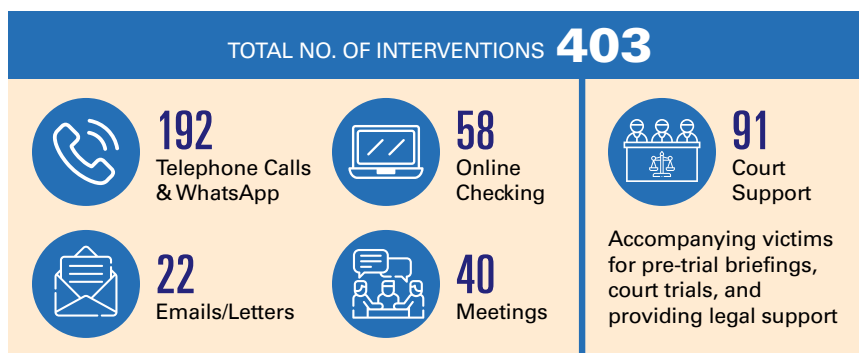 TOTAL NO. OF INTERVENTIONS 403
192
Telephone Calls
& WhatsApp
58
Online
Checking
22
Emails/Letters
40
Meetings
91
Court
Support
Accompanying victims
for pre-trial briefings,
court trials, and
providing legal support